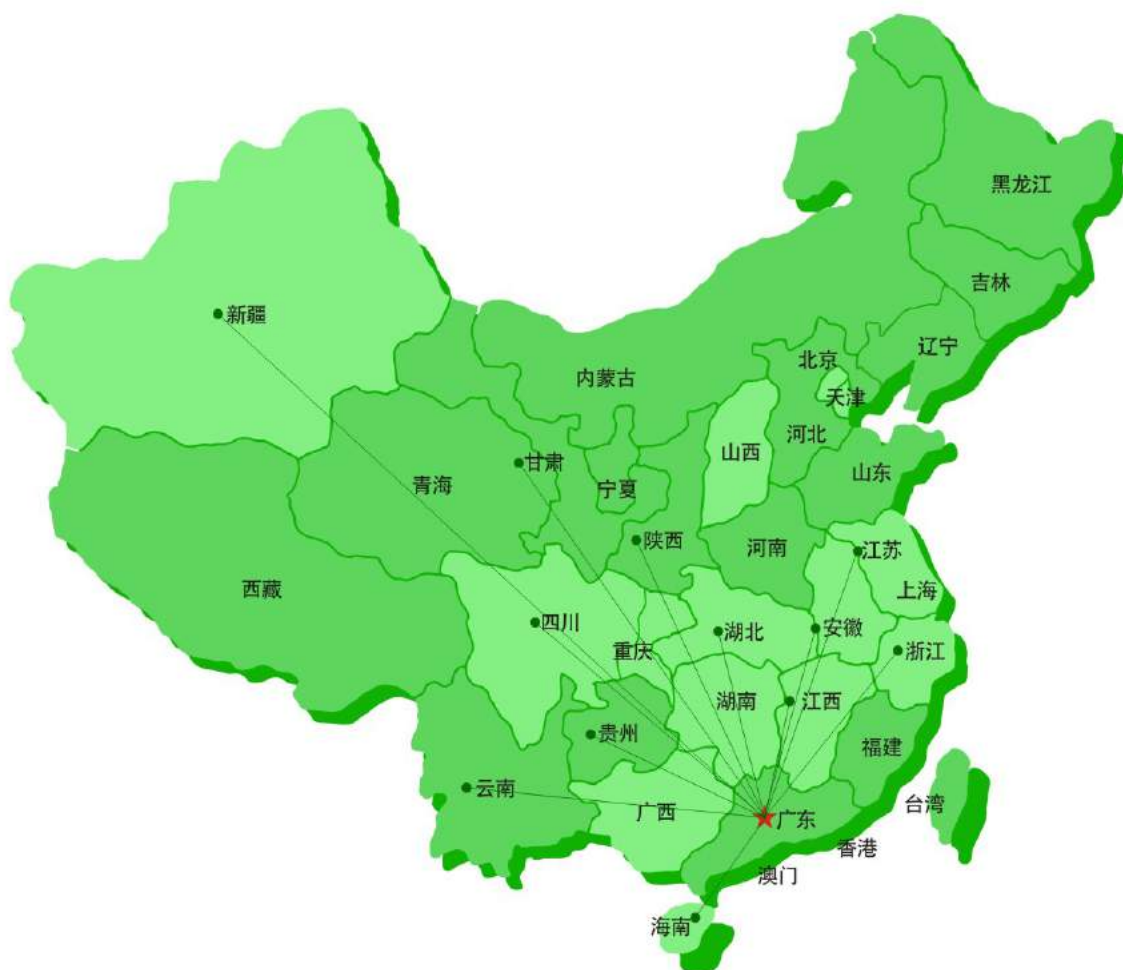 黑龙江
吉林
新疆
辽宁
北京
内蒙古
天津
河北
山西
甘肃
山东
青海
宁夏
陕西
河南
江苏
西藏
上海
四川
湖北
安徽
重庆
浙江
湖南
江西
贵州
福建
云南
台湾
广西
广东
香港
澳门
海南